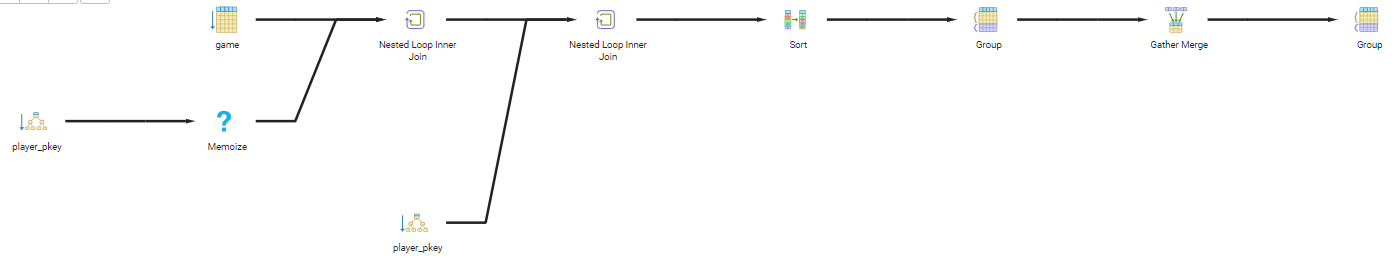 game
Nested Loop Inner
Join
Nested Loop Inner
Join
Sort
Group
Gather Merge
Group
player_pkey
?
Memoize
player_pkey